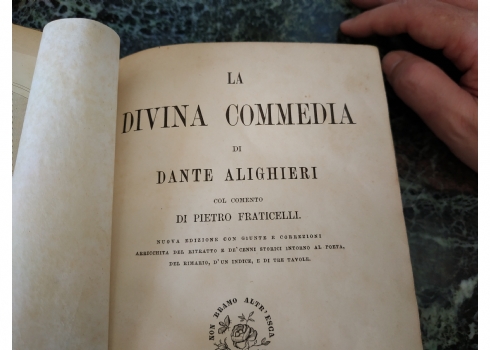 LA
DIVINA COMMEDIA
DI
DANTE ALIGHIERI
COL COMENTO
DI PIETRO FRATICELLI.
NUOVA EDIZIONE CON GIUNTE E CORREZIONI
ARRICCHITA DEL RITRATTO E DE' CENNI STORICI INTORNO AL POETA,
DEL RIMARIO, D'UN INDICE, E DI TRE TAVOLE.
NON BRAMO ALTR'ESCA